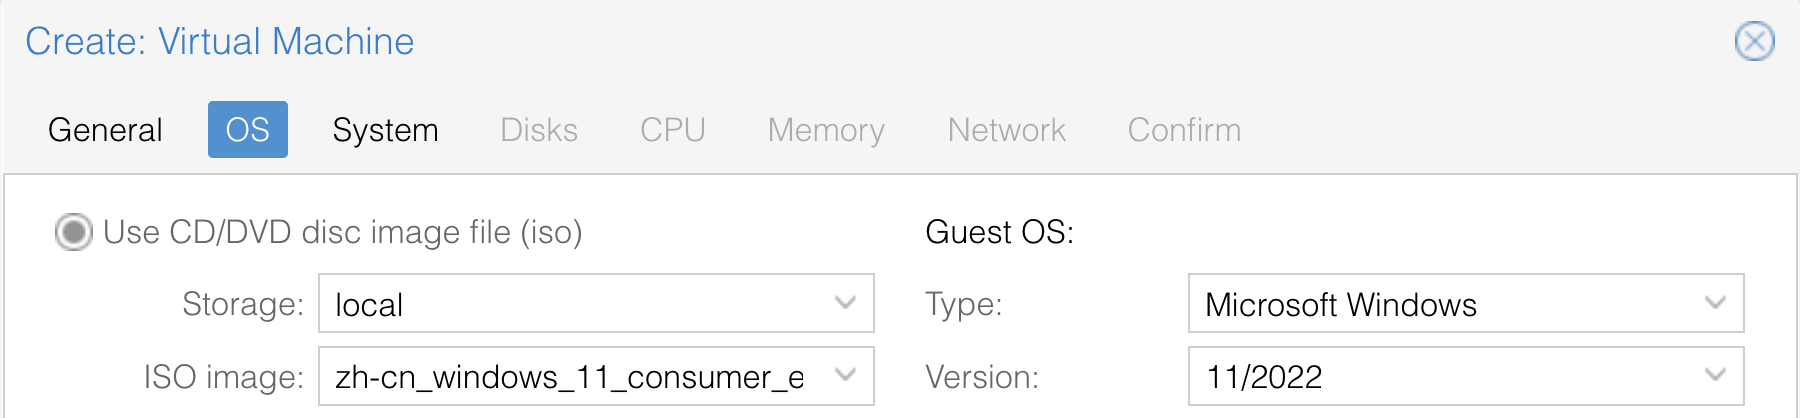 Create: Virtual Machine
General OS System Disks CPU Memory Network Confirm
Use CD/DVD disc image file (iso)
Guest OS:
Storage: local
Type: Microsoft Windows
ISO image: zh-cn_windows_11_consumer_e
Version: 11/2022